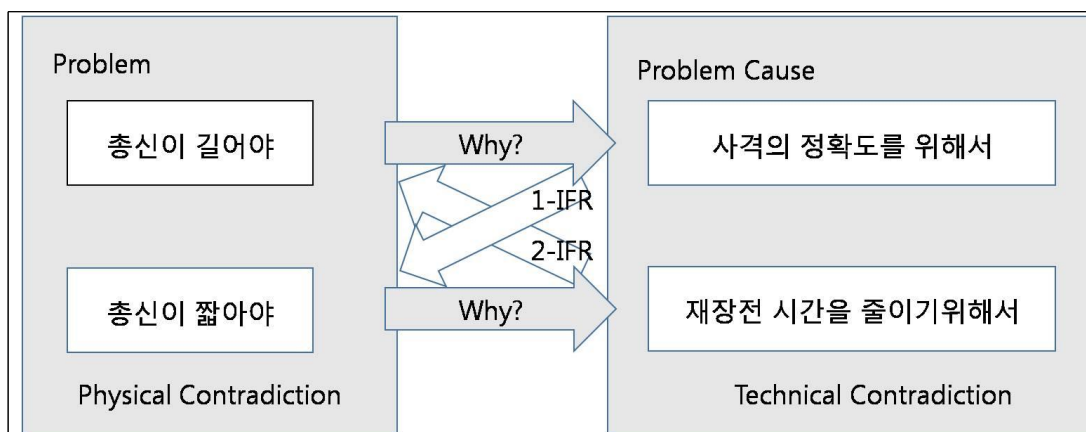 Problem
Problem Cause
총신이 길어야
Why?
사격의 정확도를 위해서
1-IFR
2-IFR
총신이 짧아야
Why?
재장전 시간을 줄이기위해서
Physical Contradiction
Technical Contradiction